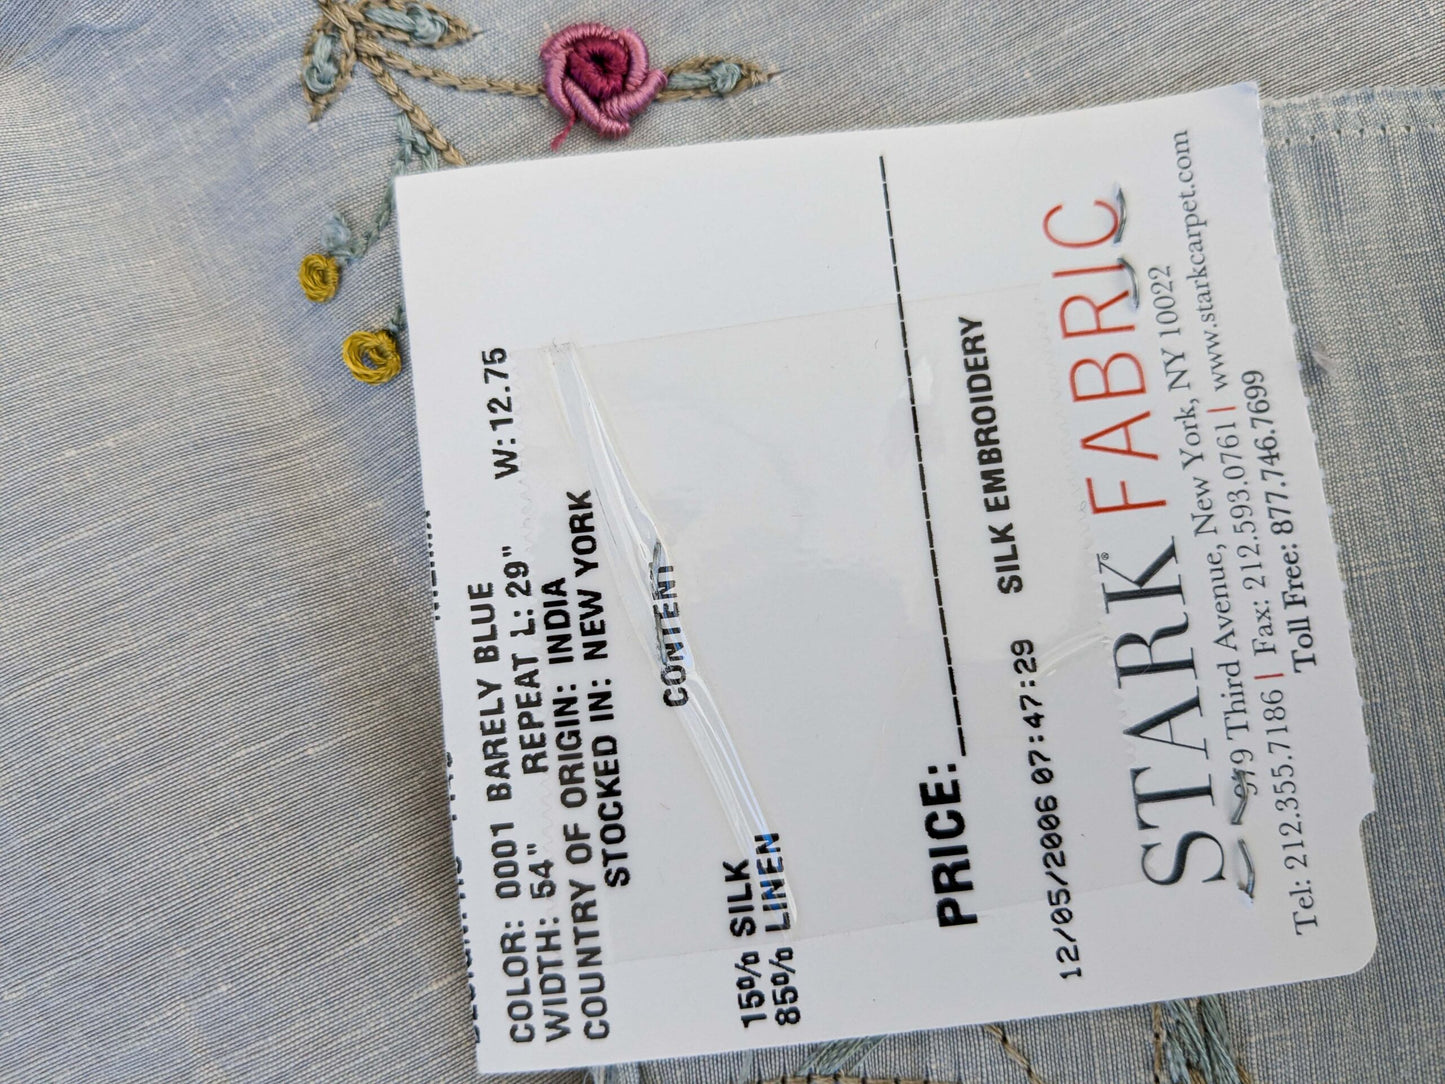 COLOR: 0001 BARELY BLUE W: 12.75
WIDTH: 54" REPEAT L: 29"
COUNTRY OF ORIGIN: INDIA
STOCKED IN: NEW YORK
CONTENT
15% SILK
85% LINEN
PRICE:
SILK EMBROIDERY
12/05/2006 07:47:29
STARK® FABRIC
979 Third Avenue, New York, NY 10022
Tel: 212.355.7186 | Fax: 212.593.0761 | www.starkcarpet.com
Toll Free: 877.746.7699